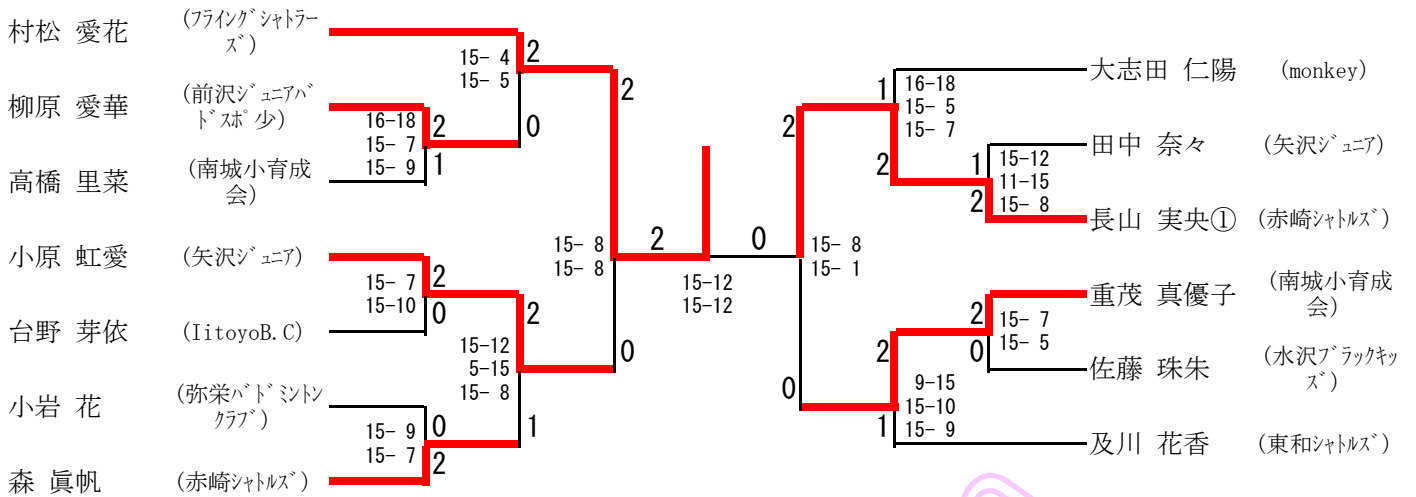 村松 愛花
(フライングシャトラー
ズ)
柳原 愛華
(前沢ジュニアバ
ドスポ少)
高橋 里菜
(南城小育成
会)
小原 虹愛
(矢沢ジュニア)
台野 芽依
(IitoyoB.C)
小岩 花
(弥栄バドミントン
クラブ)
森 眞帆
(赤崎シャトルズ)
16-18
15- 7
15- 9
2
1
15- 7
15-10
2
0
15- 9
15- 7
0
2
15- 4
15- 5
2
0
15-12
5-15
15- 8
2
1
15- 8
15- 8
2
0
2
0
15-12
15-12
2
0
15- 8
15- 1
1
2
16-18
15- 5
15- 7
2
1
9-15
15-10
15- 9
1
2
15-12
11-15
15- 8
2
0
15- 7
15- 5
大志田 仁陽
(monkey)
田中 奈々
(矢沢ジュニア)
長山 実央①
(赤崎シャトルズ)
重茂 真優子
(南城小育成
会)
佐藤 珠朱
(水沢ブラックキッ
ズ)
及川 花香
(東和シャトルズ)